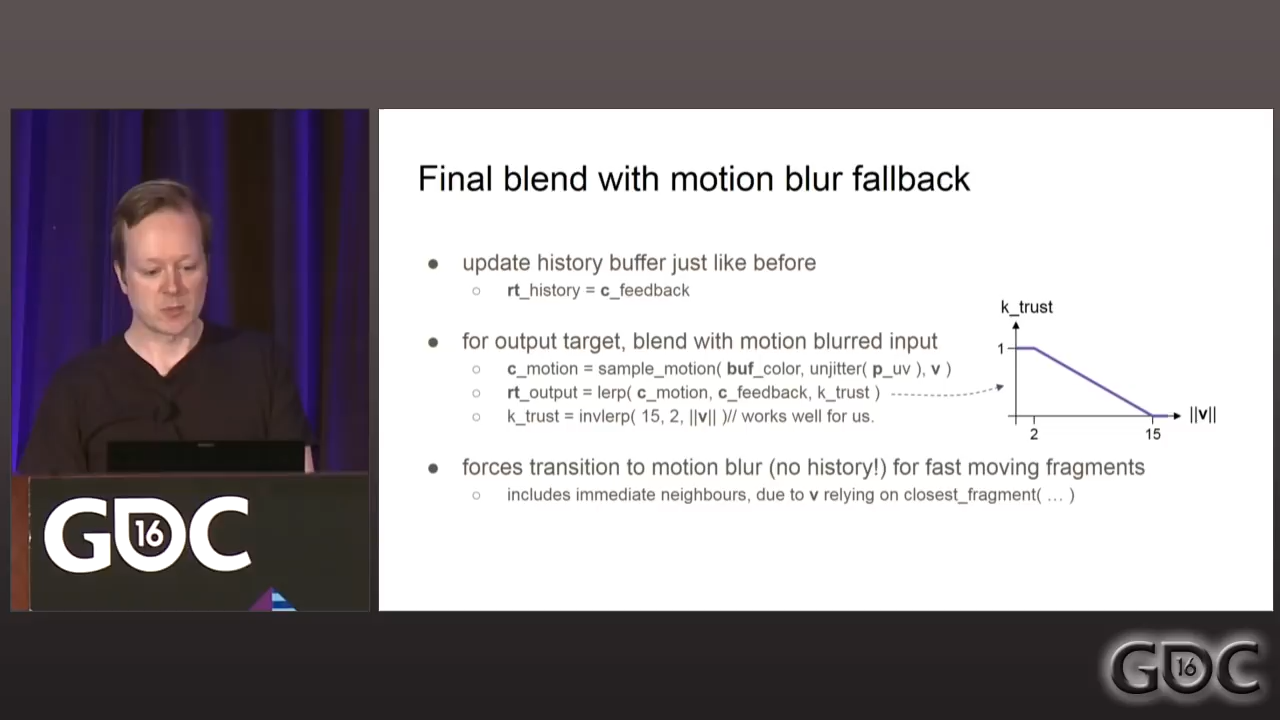 Final blend with motion blur fallback
● update history buffer just like before
○ rt_history = c_feedback
● for output target, blend with motion blurred input
○ c_motion = sample_motion( buf_color, unjitter( p_uv ), v )
○ rt_output = lerp( c_motion, c_feedback, k_trust )
○ k_trust = invlerp( 15, 2, ||v|| )// works well for us.
k_trust
1
||v||
2 15
● forces transition to motion blur (no history!) for fast moving fragments
○ includes immediate neighbours, due to v relying on closest_fragment( … )
GDC 16
GDC 16